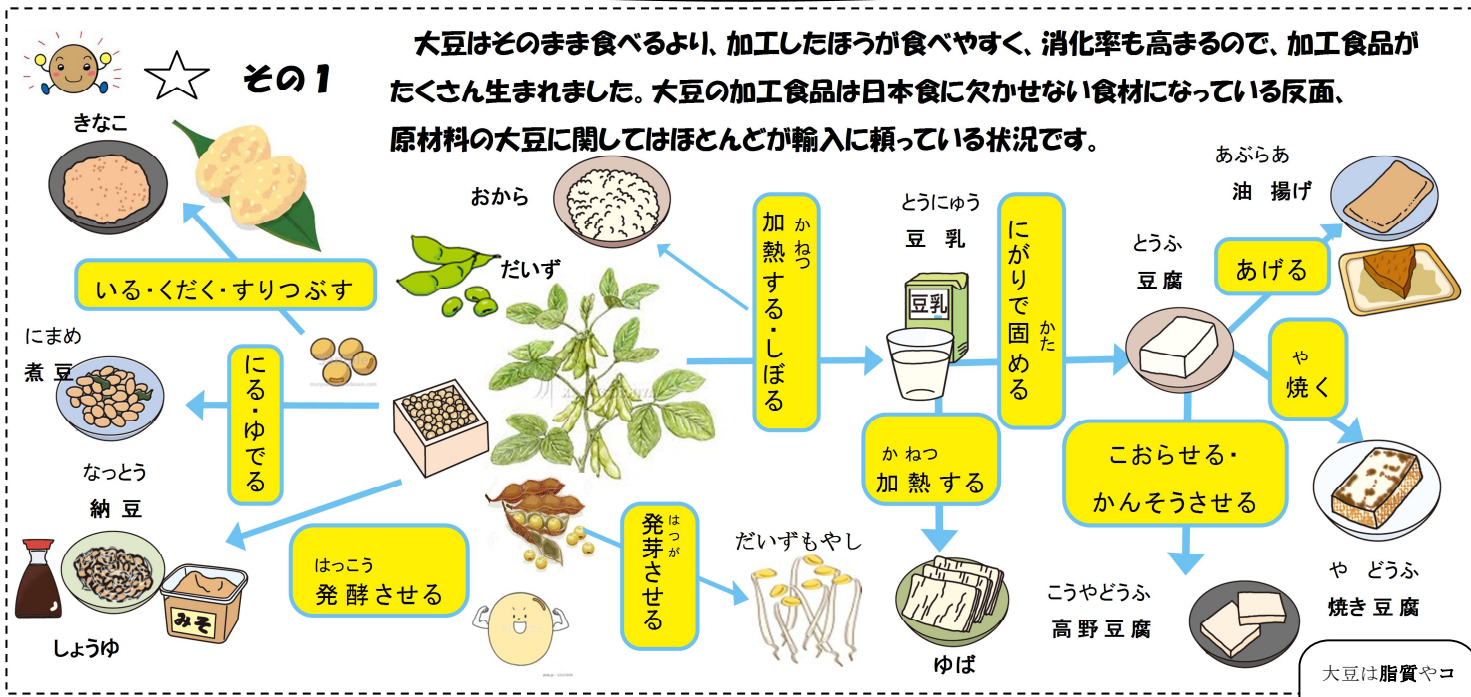 その１
大豆はそのまま食べるより、加工したほうが食べやすく、消化率も高まるので、加工食品が
たくさん生まれました。大豆の加工食品は日本食に欠かせない食材になっている反面、
原材料の大豆に関してはほとんどが輸入に頼っている状況です。
きなこ
いる・くだく・すりつぶす
にまめ
煮豆
にる・ゆでる
なっとう
納豆
みそ
しょうゆ
はっこう
発酵させる
おから
だいず
はつが
発芽させる
だいずもやし
かねつ
加熱する・しぼる
とうにゅう
豆乳
豆乳
かねつ
加熱する
ゆば
かた
にがりで固める
とうふ
豆腐
あぶらあ
油揚げ
あげる
や
焼く
や どうふ
焼き豆腐
こおらせる・
かんそうさせる
こうやどうふ
高野豆腐
大豆は脂質やコ